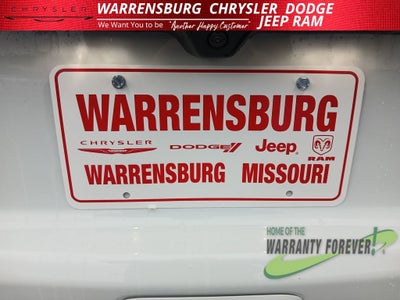 CHRYSLER
WARRENSBURG CHRYSLER DODGE
JEEP RAM
We Want You to be "Another Happy Customer"
WARRENSBURG
CHRYSLER DODGE Jeep RAM
WARRENSBURG MISSOURI
HOME OF THE
WARRANTY FOREVER!